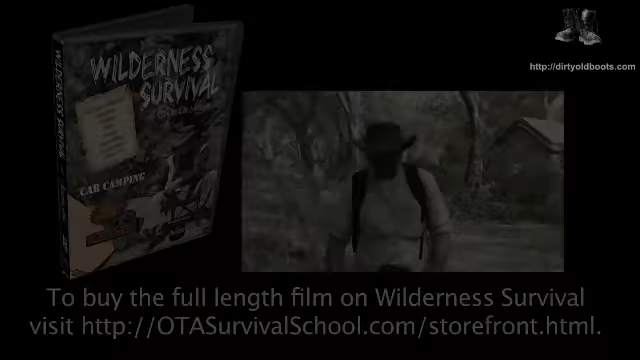 WILDERNESS
SURVIVAL
WILDERNESS SURVIVAL
CAR CAMPING
http://dirtyoldboots.com
To buy the full length film on Wilderness Survival
visit http://OTASurvivalSchool.com/storefront.html.